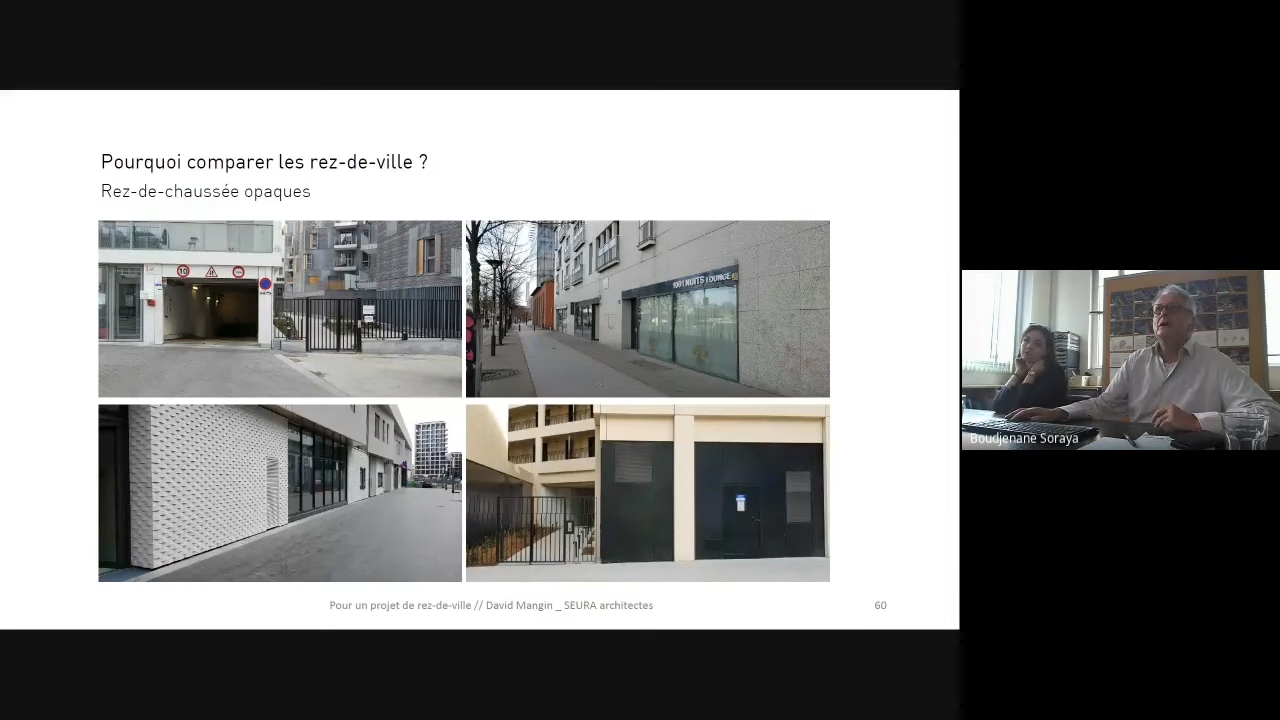 Pourquoi comparer les rez-de-ville ?
Rez-de-chaussée opaques
10
1001 NUITS LOUNGE
Pour un projet de rez-de-ville // David Mangin _ SEURA architectes
60
Boudjenane Soraya